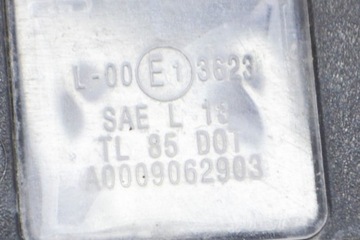 L-00 E1 3623
SAE L 18
TL 85 DOT
A0009062903